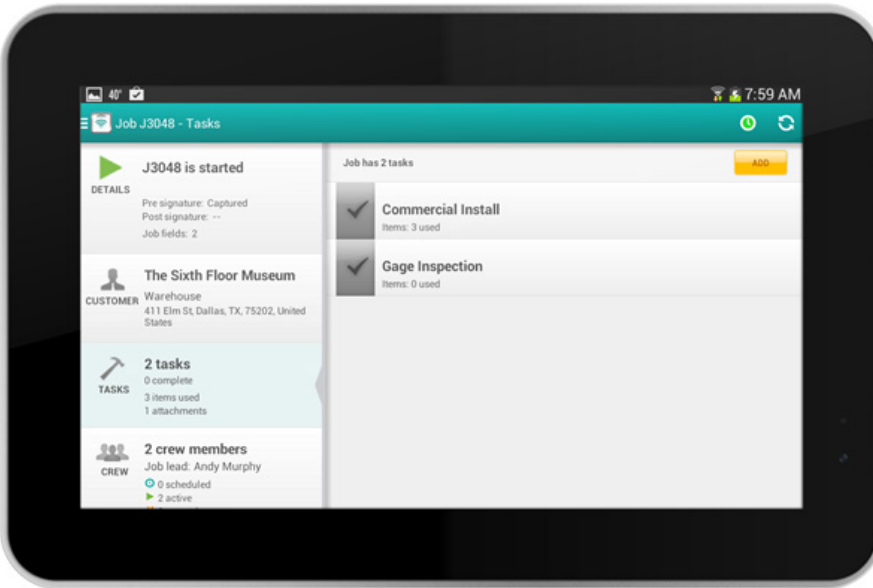 40°
7:59 AM
Job J3048 - Tasks
J3048 is started
DETAILS
Pre signature: Captured
Post signature: --
Job fields: 2
The Sixth Floor Museum
CUSTOMER
Warehouse
411 Elm St, Dallas, TX, 75202, United
States
2 tasks
TASKS
0 complete
3 items used
1 attachments
2 crew members
CREW
Job lead: Andy Murphy
0 scheduled
2 active
Job has 2 tasks
ADD
Commercial Install
Items: 3 used
Gage Inspection
Items: 0 used